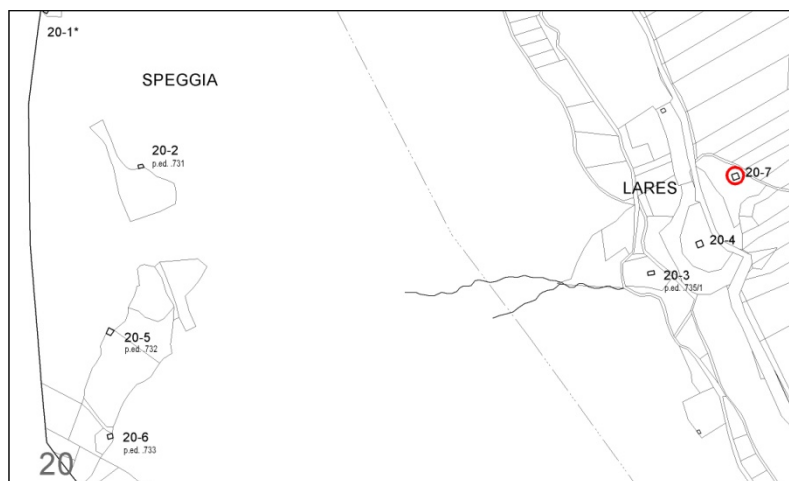 20-1*
SPEGGIA
20-2
p.ed. .731
20-7
LARES
20-4
20-3
p.ed. .735/1
20-5
p.ed. .732
20-6
p.ed. .733
20